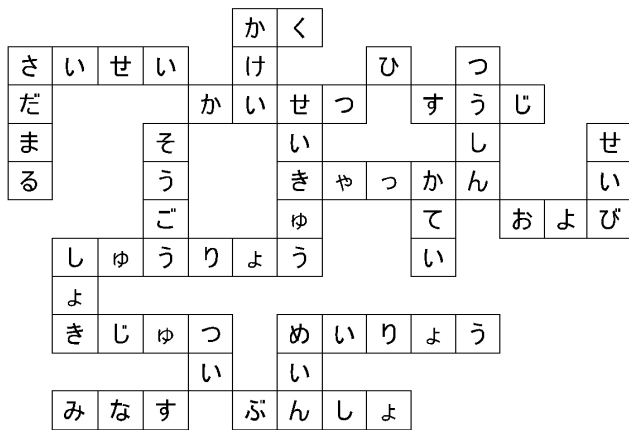 かく
さいせい け ひ つ
だ かいせつ すうじ
ま そ い し せ
る う きゃっかん い
ご ゅ て および
しゅうりょう い
ょ
きじゅつ めいりょう
い い
みなす ぶんしょ